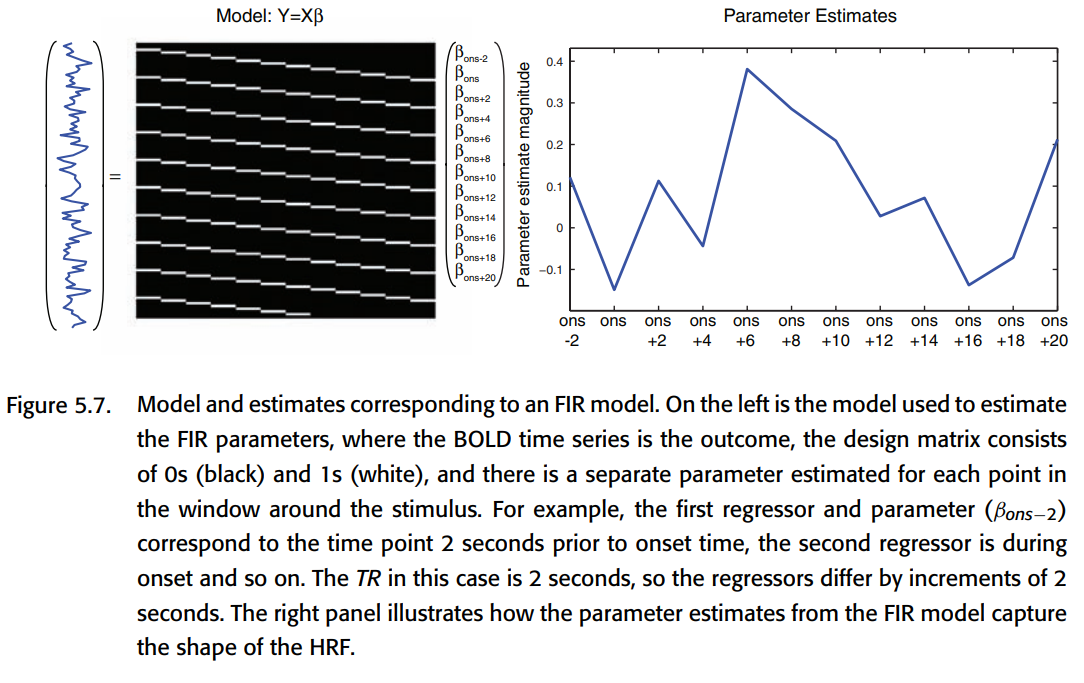 Model: Y=Xβ
=
β_ons-2
β_ons
β_ons+2
β_ons+4
β_ons+6
β_ons+8
β_ons+10
β_ons+12
β_ons+14
β_ons+16
β_ons+18
β_ons+20
Parameter Estimates
Parameter estimate magnitude
0.4
0.3
0.2
0.1
0
−0.1
ons ons ons ons ons ons ons ons ons ons ons ons
-2 +2 +4 +6 +8 +10 +12 +14 +16 +18 +20
Figure 5.7. Model and estimates corresponding to an FIR model. On the left is the model used to estimate
the FIR parameters, where the BOLD time series is the outcome, the design matrix consists
of 0s (black) and 1s (white), and there is a separate parameter estimated for each point in
the window around the stimulus. For example, the first regressor and parameter (β_ons−2)
correspond to the time point 2 seconds prior to onset time, the second regressor is during
onset and so on. The TR in this case is 2 seconds, so the regressors differ by increments of 2
seconds. The right panel illustrates how the parameter estimates from the FIR model capture
the shape of the HRF.